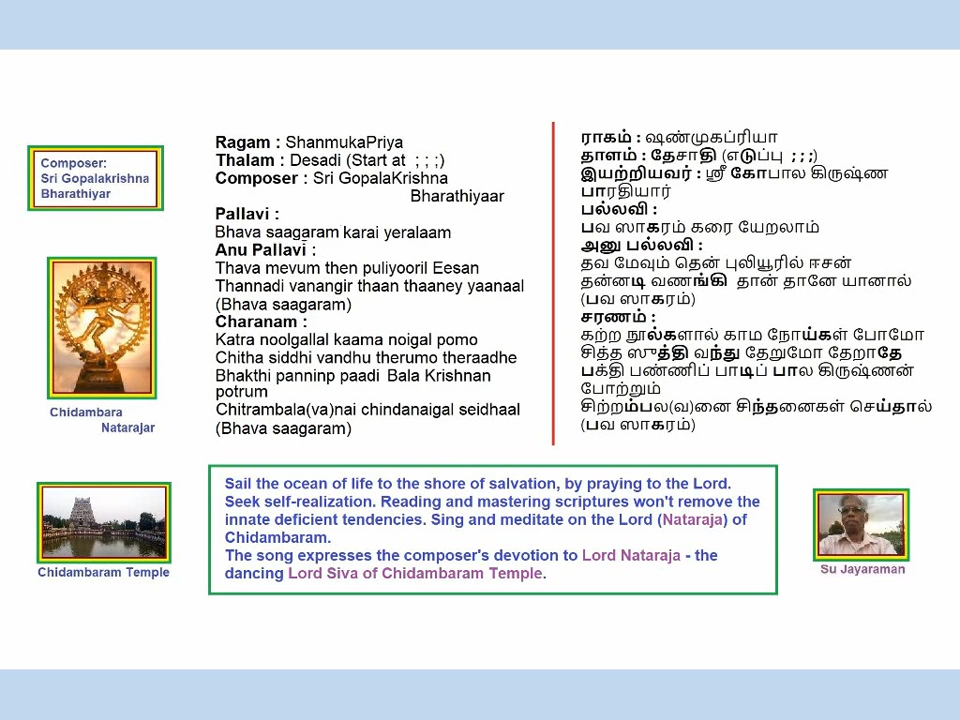 Composer:
Sri Gopalakrishna
Bharathiyar
Chidambara
Natarajar
Chidambaram Temple
Ragam : ShanmukaPriya
Thalam : Desadi (Start at ; ; ;)
Composer : Sri GopalaKrishna
Bharathiyaar
Pallavi :
Bhava saagaram karai yeralaam
Anu Pallavi :
Thava mevum then puliyooril Eesan
Thannadi vanangir thaan thaaney yaanaal
(Bhava saagaram)
Charanam :
Katra noolgallal kaama noigal pomo
Chitha siddhi vandhu therumo theraadhe
Bhakthi panninp paadi Bala Krishnan
potrum
Chitrambala(va)nai chindanaigal seidhaal
(Bhava saagaram)
ராகம் : ஷண்முகப்ரியா
தாளம் : தேசாதி (எடுப்பு ; ; ;)
இயற்றியவர் : ஸ்ரீ கோபால கிருஷ்ண
பாரதியார்
பல்லவி :
பவ ஸாகரம் கரை யேறலாம்
அனு பல்லவி :
தவ மேவும் தென் புலியூரில் ஈசன்
தன்னடி வணங்கி தான் தானே யானால்
(பவ ஸாகரம்)
சரணம் :
கற்ற நூல்களால் காம நோய்கள் போமோ
சித்த ஸுத்தி வந்து தேறுமோ தேறாதே
பக்தி பண்ணிப் பாடிப் பால கிருஷ்ணன்
போற்றும்
சிற்றம்பல(வ)னை சிந்தனைகள் செய்தால்
(பவ ஸாகரம்)
Sail the ocean of life to the shore of salvation, by praying to the Lord.
Seek self-realization. Reading and mastering scriptures won't remove the
innate deficient tendencies. Sing and meditate on the Lord (Nataraja) of
Chidambaram.
The song expresses the composer's devotion to Lord Nataraja - the
dancing Lord Siva of Chidambaram Temple.
Su Jayaraman